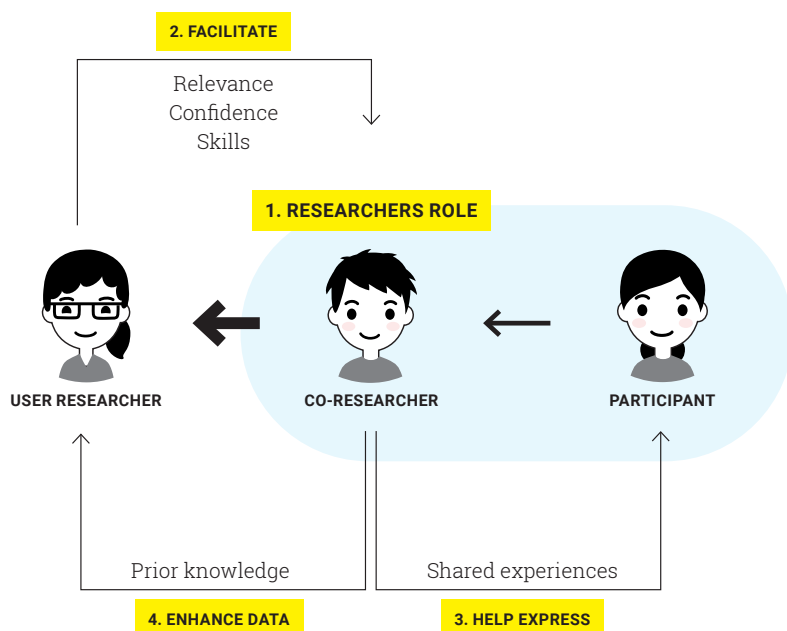 2. FACILITATE
Relevance
Confidence
Skills
1. RESEARCHERS ROLE
USER RESEARCHER
CO-RESEARCHER
PARTICIPANT
Prior knowledge
Shared experiences
4. ENHANCE DATA
3. HELP EXPRESS